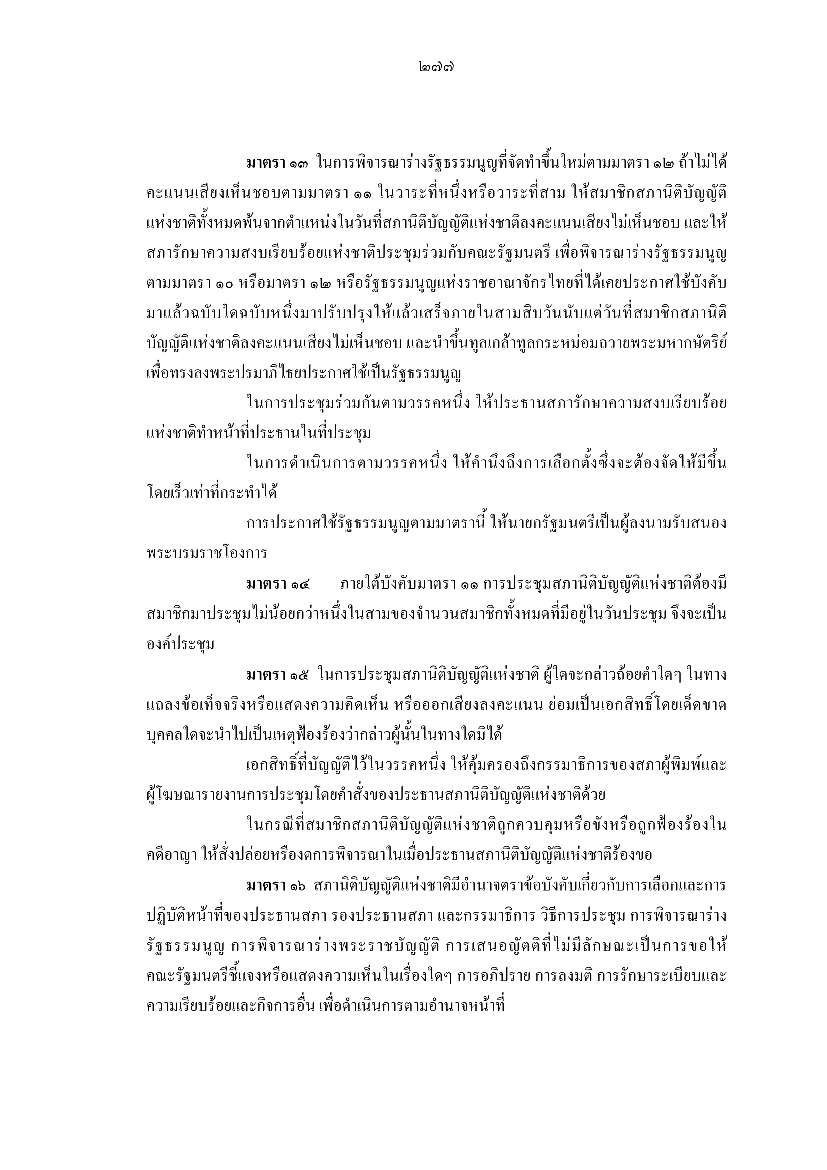 ๒๗๗
มาตรา ๑๓ ในการพิจารณาร่างรัฐธรรมนูญที่จัดทำขึ้นใหม่ตามมาตรา ๑๒ ถ้าไม่ได้
คะแนนเสียงเห็นชอบตามมาตรา ๑๑ ในวาระที่หนึ่งหรือวาระที่สาม ให้สมาชิกสภานิติบัญญัติ
แห่งชาติทั้งหมดพ้นจากตำแหน่งในวันที่สภานิติบัญญัติแห่งชาติลงคะแนนเสียงไม่เห็นชอบ และให้
สภารักษาความสงบเรียบร้อยแห่งชาติประชุมร่วมกับคณะรัฐมนตรี เพื่อพิจารณาร่างรัฐธรรมนูญ
ตามมาตรา ๑๐ หรือมาตรา ๑๒ หรือรัฐธรรมนูญแห่งราชอาณาจักรไทยที่ได้เคยประกาศใช้บังคับ
มาแล้วฉบับใดฉบับหนึ่งมาปรับปรุงให้แล้วเสร็จภายในสามสิบวันนับแต่วันที่สมาชิกสภานิติ
บัญญัติแห่งชาติลงคะแนนเสียงไม่เห็นชอบ และนำขึ้นทูลเกล้าทูลกระหม่อมถวายพระมหากษัตริย์
เพื่อทรงลงพระปรมาภิไธยประกาศใช้เป็นรัฐธรรมนูญ
ในการประชุมร่วมกันตามวรรคหนึ่ง ให้ประธานสภารักษาความสงบเรียบร้อย
แห่งชาติทำหน้าที่ประธานในที่ประชุม
ในการดำเนินการตามวรรคหนึ่ง ให้คำนึงถึงการเลือกตั้งซึ่งจะต้องจัดให้มีขึ้น
โดยเร็วเท่าที่กระทำได้
การประกาศใช้รัฐธรรมนูญตามมาตรานี้ ให้นายกรัฐมนตรีเป็นผู้ลงนามรับสนอง
พระบรมราชโองการ
มาตรา ๑๔ ภายใต้บังคับมาตรา ๑๑ การประชุมสภานิติบัญญัติแห่งชาติต้องมี
สมาชิกมาประชุมไม่น้อยกว่าหนึ่งในสามของจำนวนสมาชิกทั้งหมดที่มีอยู่ในวันประชุม จึงจะเป็น
องค์ประชุม
มาตรา ๑๕ ในการประชุมสภานิติบัญญัติแห่งชาติ ผู้ใดจะกล่าวถ้อยคำใดๆ ในทาง
แถลงข้อเท็จจริงหรือแสดงความคิดเห็น หรือออกเสียงลงคะแนน ย่อมเป็นเอกสิทธิ์โดยเด็ดขาด
บุคคลใดจะนำไปเป็นเหตุฟ้องร้องว่ากล่าวผู้นั้นในทางใดมิได้
เอกสิทธิ์ที่บัญญัติไว้ในวรรคหนึ่ง ให้คุ้มครองถึงกรรมาธิการของสภาผู้พิมพ์และ
ผู้โฆษณารายงานการประชุมโดยคำสั่งของประธานสภานิติบัญญัติแห่งชาติด้วย
ในกรณีที่สมาชิกสภานิติบัญญัติแห่งชาติถูกควบคุมหรือขังหรือถูกฟ้องร้องใน
คดีอาญา ให้สั่งปล่อยหรืองดการพิจารณาในเมื่อประธานสภานิติบัญญัติแห่งชาติร้องขอ
มาตรา ๑๖ สภานิติบัญญัติแห่งชาติมีอำนาจตราข้อบังคับเกี่ยวกับการเลือกและการ
ปฏิบัติหน้าที่ของประธานสภา รองประธานสภา และกรรมาธิการ วิธีการประชุม การพิจารณาร่าง
รัฐธรรมนูญ การพิจารณาร่างพระราชบัญญัติ การเสนอญัตติที่ไม่มีลักษณะเป็นการขอให้
คณะรัฐมนตรีชี้แจงหรือแสดงความเห็นในเรื่องใดๆ การอภิปราย การลงมติ การรักษาระเบียบและ
ความเรียบร้อยและกิจการอื่น เพื่อดำเนินการตามอำนาจหน้าที่